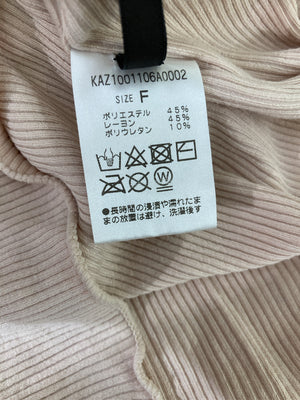 KAZ1001106A0002
SIZE F
ポリエステル 45%
レーヨン 45%
ポリウレタン 10%
●長時間の浸漬や濡れたま
まの放置は避け、洗濯後す